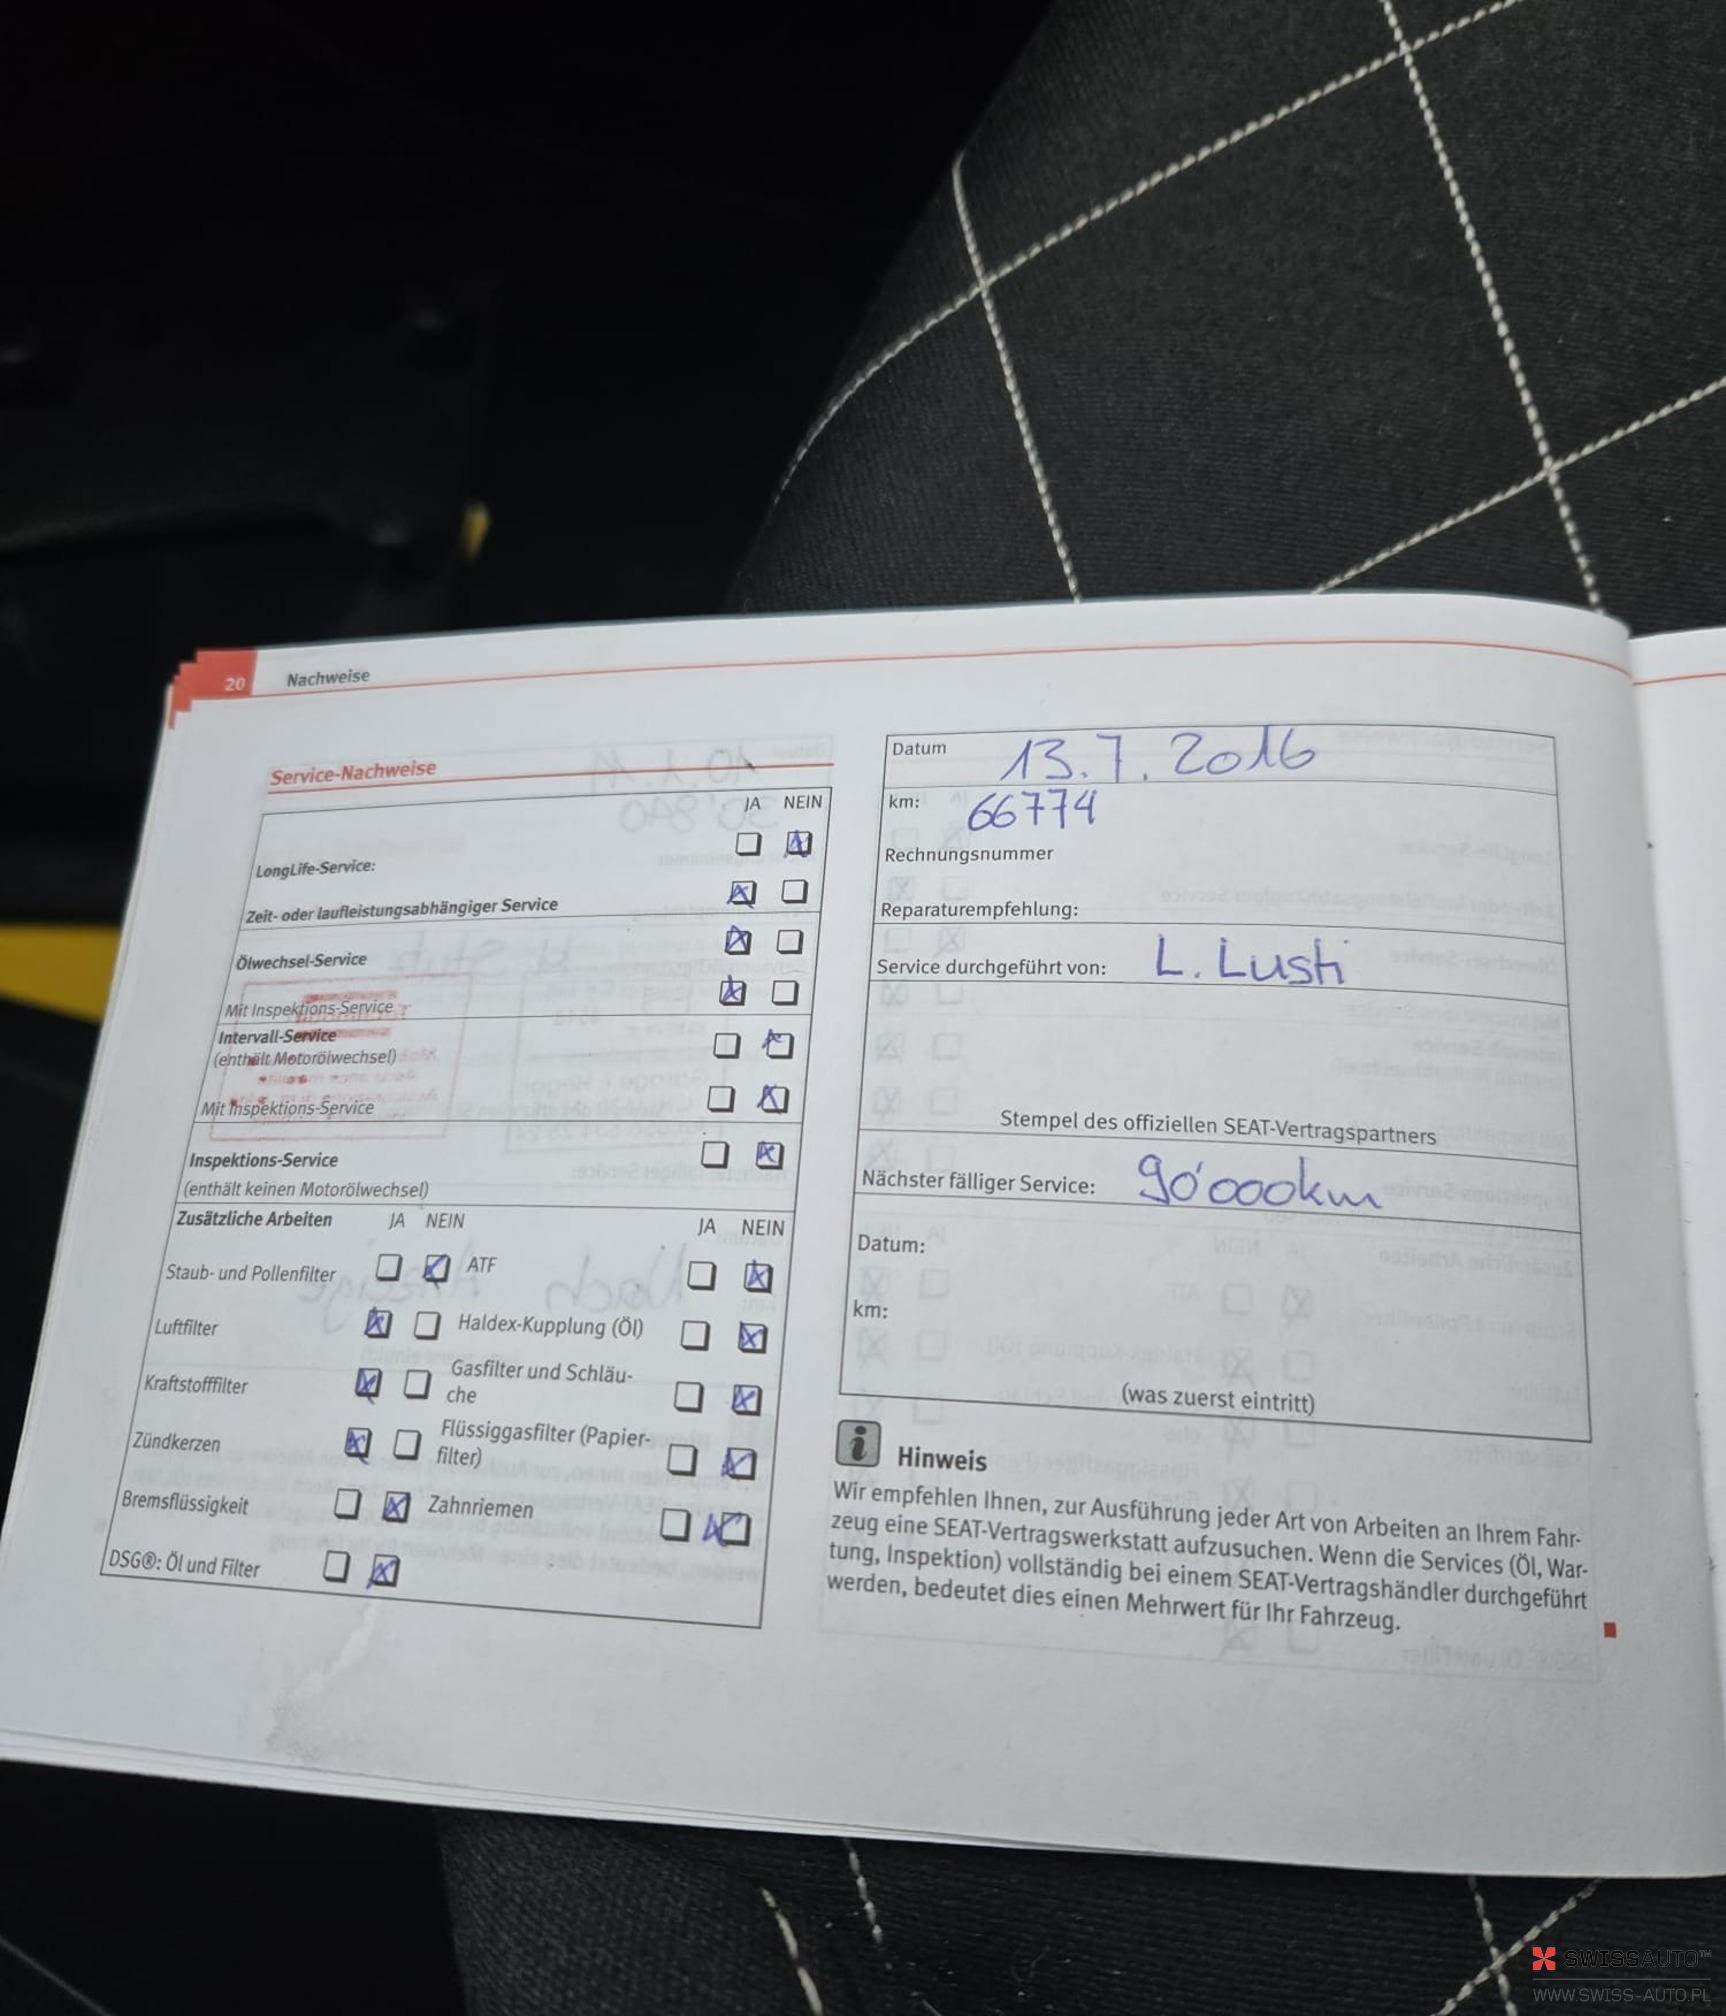 20 Nachweise
Service-Nachweise
JA NEIN
LongLife-Service:
Zeit- oder laufleistungsabhängiger Service
Ölwechsel-Service
Mit Inspektions-Service
Intervall-Service
(enthält Motorölwechsel)
Mit Inspektions-Service
Inspektions-Service
(enthält keinen Motorölwechsel)
Zusätzliche Arbeiten JA NEIN JA NEIN
Staub- und Pollenfilter ATF
Luftfilter Haldex-Kupplung (Öl)
Kraftstofffilter Gasfilter und Schläu-
che
Zündkerzen Flüssiggasfilter (Papier-
filter)
Bremsflüssigkeit Zahnriemen
DSG®: Öl und Filter
Datum 13.7.2016
km: 66774
Rechnungsnummer
Reparaturempfehlung:
Service durchgeführt von: L. Lusti
Stempel des offiziellen SEAT-Vertragspartners
Nächster fälliger Service: 90'000km
Datum:
km:
(was zuerst eintritt)
i Hinweis
Wir empfehlen Ihnen, zur Ausführung jeder Art von Arbeiten an Ihrem Fahr-
zeug eine SEAT-Vertragswerkstatt aufzusuchen. Wenn die Services (Öl, War-
tung, Inspektion) vollständig bei einem SEAT-Vertragshändler durchgeführt
werden, bedeutet dies einen Mehrwert für Ihr Fahrzeug.
SWISSAUTO™
WWW.SWISS-AUTO.PL